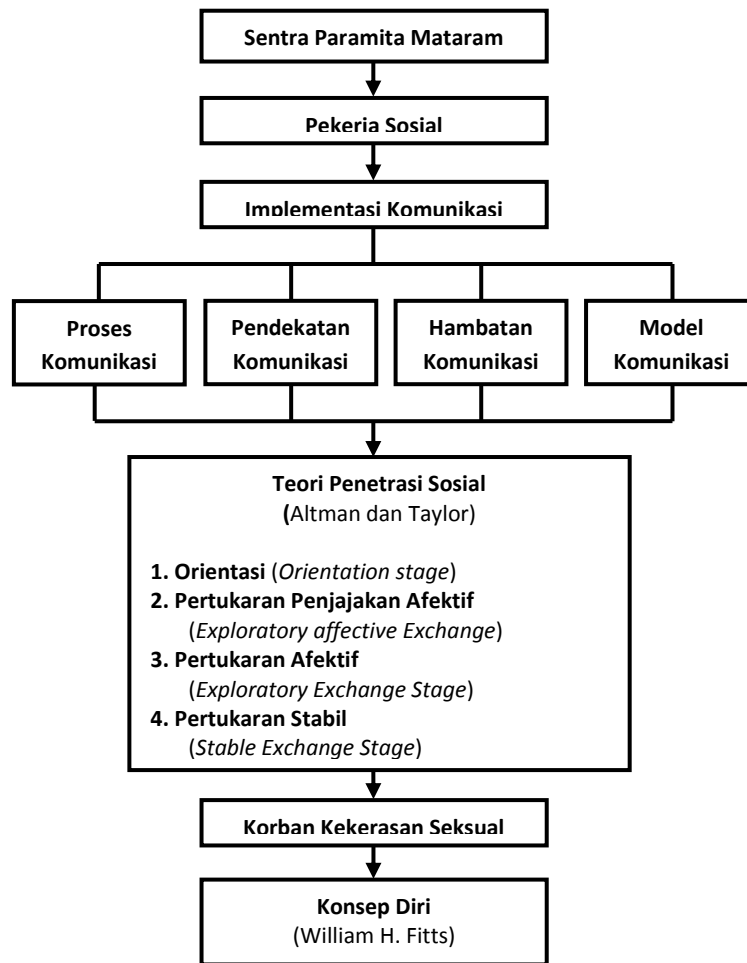 Sentra Paramita Mataram
Pekerja Sosial
Implementasi Komunikasi
Proses
Komunikasi
Pendekatan
Komunikasi
Hambatan
Komunikasi
Model
Komunikasi
Teori Penetrasi Sosial
(Altman dan Taylor)
1. Orientasi (Orientation stage)
2. Pertukaran Penjajakan Afektif
(Exploratory affective Exchange)
3. Pertukaran Afektif
(Exploratory Exchange Stage)
4. Pertukaran Stabil
(Stable Exchange Stage)
Korban Kekerasan Seksual
Konsep Diri
(William H. Fitts)